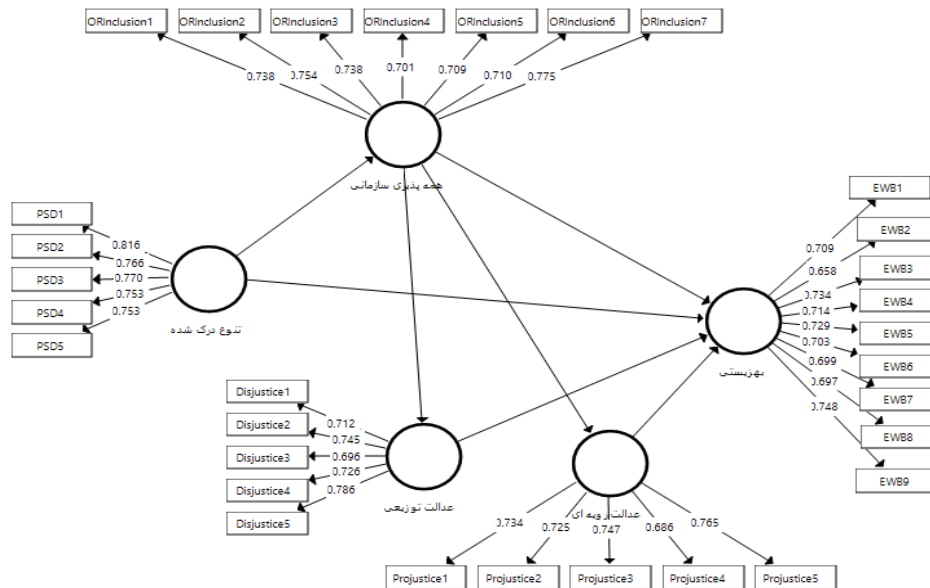 ORInclusion1 ORInclusion2 ORInclusion3 ORInclusion4 ORInclusion5 ORInclusion6 ORInclusion7
0.738 0.754 0.738 0.701 0.709 0.710 0.775
همه پذیری سازمانی
PSD1
PSD2
PSD3
PSD4
PSD5
0.816
0.766
0.770
0.753
0.753
تنوع درک شده
EWB1
EWB2
EWB3
EWB4
EWB5
EWB6
EWB7
EWB8
EWB9
0.709
0.658
0.734
0.714
0.729
0.703
0.699
0.697
0.748
بهزیستی
Disjustice1
Disjustice2
Disjustice3
Disjustice4
Disjustice5
0.712
0.745
0.696
0.726
0.786
عدالت توزیعی
عدالت رویه ای
0.734 0.725 0.747 0.686 0.765
Projustice1 Projustice2 Projustice3 Projustice4 Projustice5